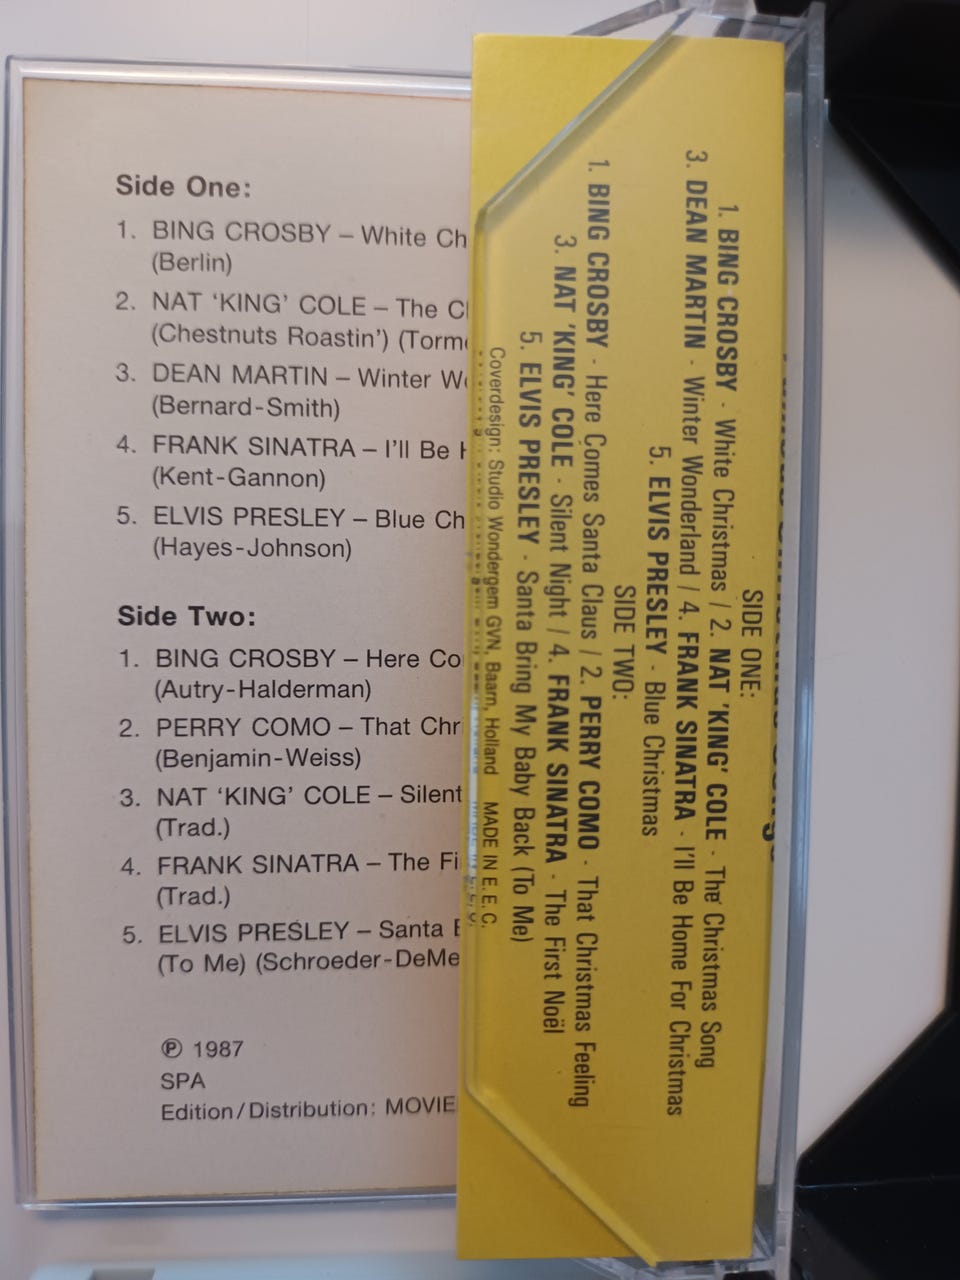 Side One:
1. BING CROSBY – White Ch
(Berlin)
2. NAT ‘KING’ COLE – The C
(Chestnuts Roastin’) (Torm
3. DEAN MARTIN – Winter W
(Bernard-Smith)
4. FRANK SINATRA – I’ll Be
(Kent-Gannon)
5. ELVIS PRESLEY – Blue Ch
(Hayes-Johnson)
Side Two:
1. BING CROSBY – Here Co
(Autry-Halderman)
2. PERRY COMO – That Chr
(Benjamin-Weiss)
3. NAT ‘KING’ COLE – Silent
(Trad.)
4. FRANK SINATRA – The Fi
(Trad.)
5. ELVIS PRESLEY – Santa
(To Me) (Schroeder-DeMe
Ⓟ 1987
SPA
Edition/Distribution: MOVIE
SIDE ONE:
1. BING CROSBY · White Christmas / 2. NAT 'KING' COLE · The Christmas Song
3. DEAN MARTIN · Winter Wonderland / 4. FRANK SINATRA · I'll Be Home For Christmas
5. ELVIS PRESLEY · Blue Christmas
SIDE TWO:
1. BING CROSBY · Here Comes Santa Claus / 2. PERRY COMO · That Christmas Feeling
3. NAT 'KING' COLE · Silent Night / 4. FRANK SINATRA · The First Noël
5. ELVIS PRESLEY · Santa Bring My Baby Back (To Me)
Coverdesign: Studio Wondergem GVN, Baarn, Holland MADE IN E.E.C.